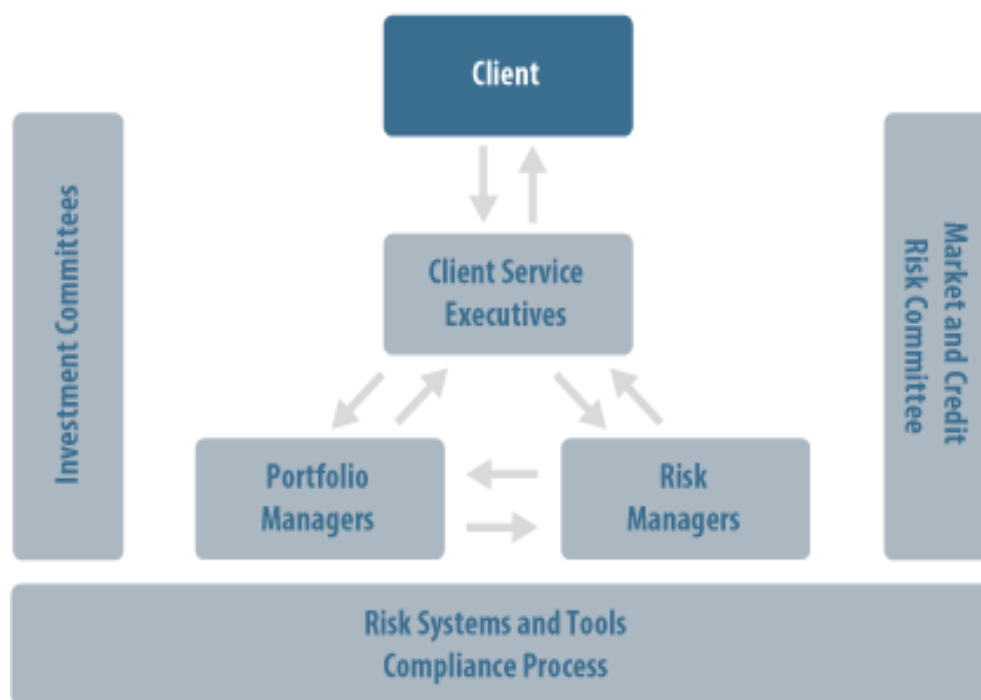 Client
Investment Committees
Client Service
Executives
Market and Credit
Risk Committee
Portfolio
Managers
Risk
Managers
Risk Systems and Tools
Compliance Process